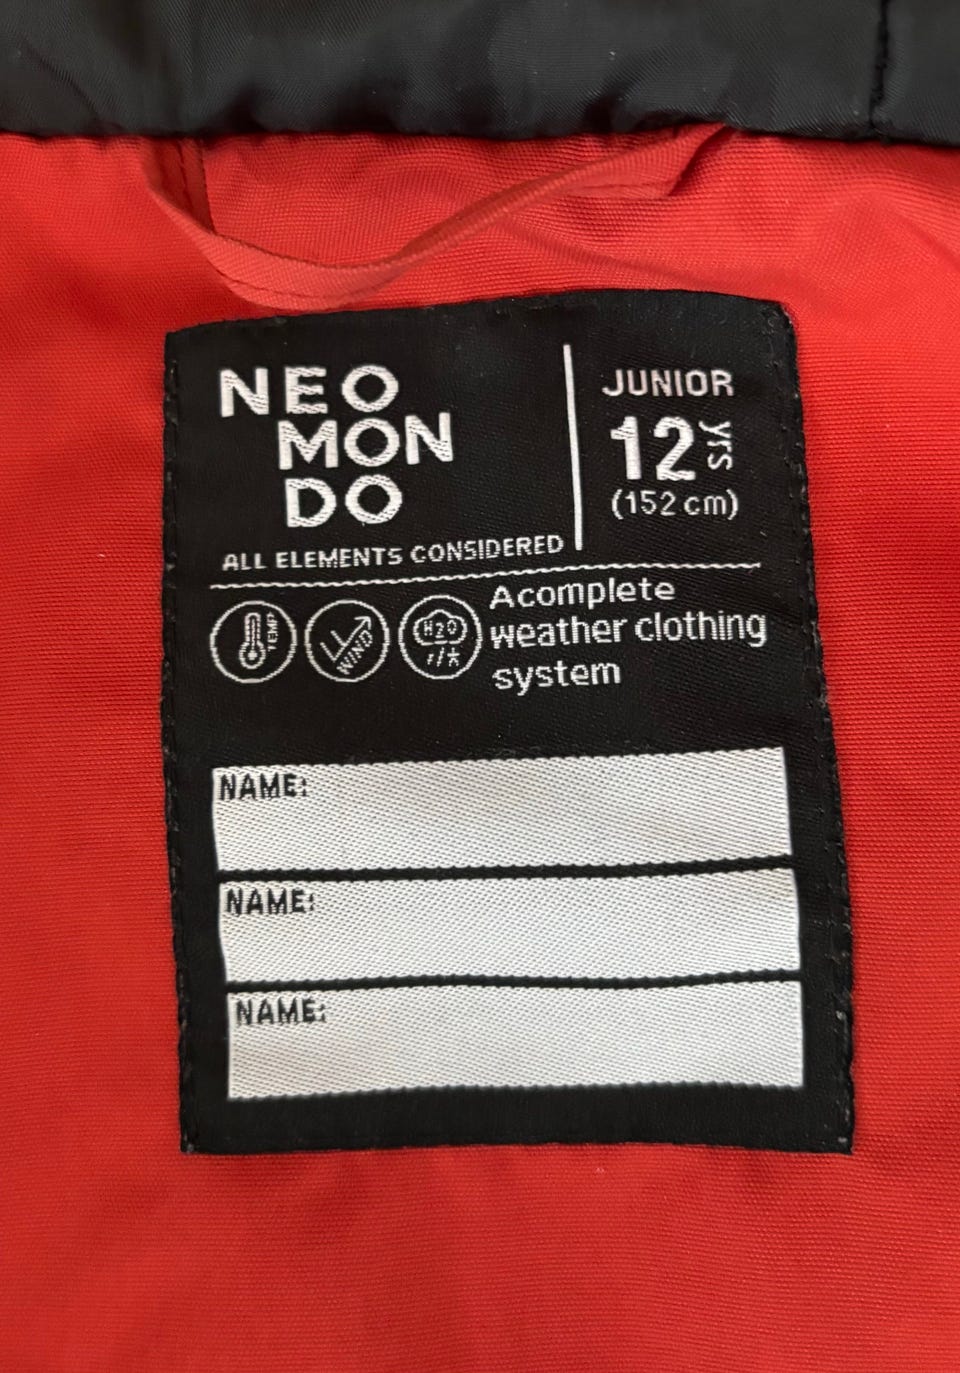 NEO
MON
DO
ALL ELEMENTS CONSIDERED
JUNIOR
12 yrs
(152 cm)
TEMP
WIND
H2O
A complete
weather clothing
system
NAME:
NAME:
NAME: